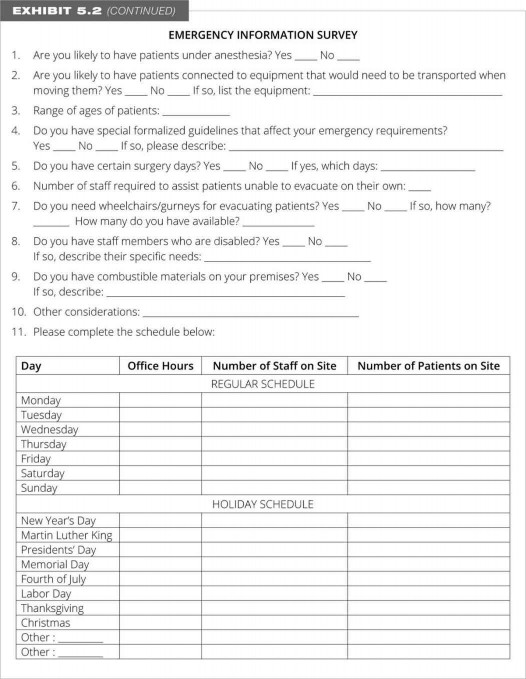 EXHIBIT 5.2 (CONTINUED)
EMERGENCY INFORMATION SURVEY
1. Are you likely to have patients under anesthesia? Yes ____ No ____
2. Are you likely to have patients connected to equipment that would need to be transported when
moving them? Yes ____ No ____ If so, list the equipment: ____
3. Range of ages of patients: ____
4. Do you have special formalized guidelines that affect your emergency requirements?
Yes ____ No ____ If so, please describe: ____
5. Do you have certain surgery days? Yes ____ No ____ If yes, which days: ____
6. Number of staff required to assist patients unable to evacuate on their own: ____
7. Do you need wheelchairs/gurneys for evacuating patients? Yes ____ No ____ If so, how many?
____ How many do you have available? ____
8. Do you have staff members who are disabled? Yes ____ No ____
If so, describe their specific needs: ____
9. Do you have combustible materials on your premises? Yes ____ No ____
If so, describe: ____
10. Other considerations: ____
11. Please complete the schedule below:
Day Office Hours Number of Staff on Site Number of Patients on Site
REGULAR SCHEDULE
Monday
Tuesday
Wednesday
Thursday
Friday
Saturday
Sunday
HOLIDAY SCHEDULE
New Year's Day
Martin Luther King
Presidents' Day
Memorial Day
Fourth of July
Labor Day
Thanksgiving
Christmas
Other : ____
Other : ____